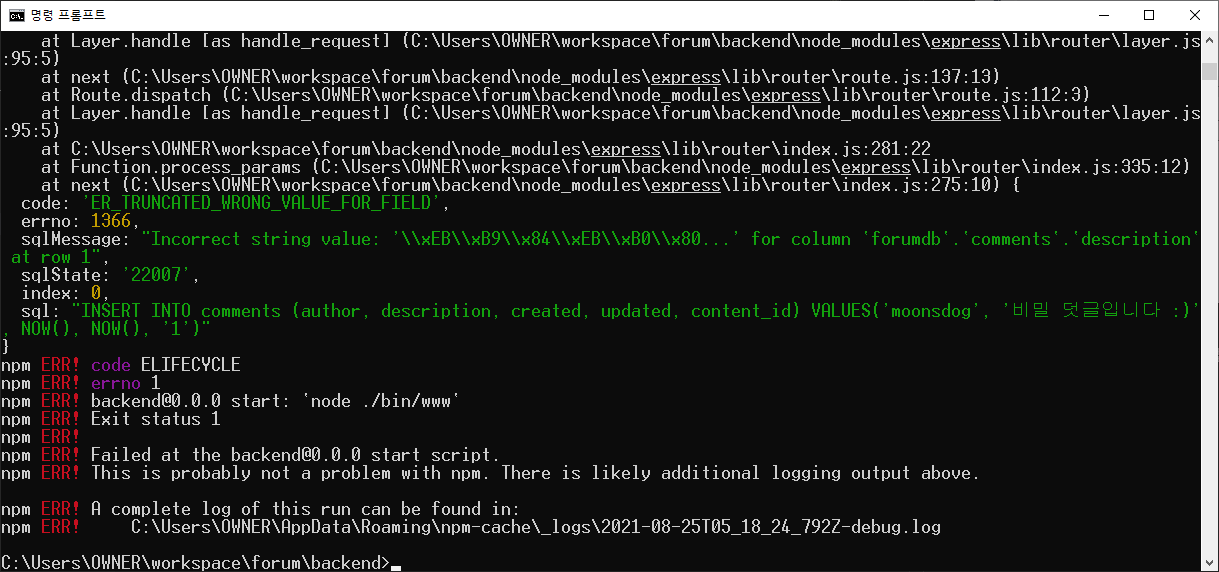 명령 프롬프트
    at Layer.handle [as handle_request] (C:\Users\OWNER\workspace\forum\backend\node_modules\express\lib\router\layer.js
:95:5)
    at next (C:\Users\OWNER\workspace\forum\backend\node_modules\express\lib\router\route.js:137:13)
    at Route.dispatch (C:\Users\OWNER\workspace\forum\backend\node_modules\express\lib\router\route.js:112:3)
    at Layer.handle [as handle_request] (C:\Users\OWNER\workspace\forum\backend\node_modules\express\lib\router\layer.js
:95:5)
    at C:\Users\OWNER\workspace\forum\backend\node_modules\express\lib\router\index.js:281:22
    at Function.process_params (C:\Users\OWNER\workspace\forum\backend\node_modules\express\lib\router\index.js:335:12)
    at next (C:\Users\OWNER\workspace\forum\backend\node_modules\express\lib\router\index.js:275:10) {
  code: 'ER_TRUNCATED_WRONG_VALUE_FOR_FIELD',
  errno: 1366,
  sqlMessage: "Incorrect string value: '\\xEB\\xB9\\x84\\xEB\\xB0\\x80...' for column `forumdb`.`comments`.`description`
 at row 1",
  sqlState: '22007',
  index: 0,
  sql: "INSERT INTO comments (author, description, created, updated, content_id) VALUES('moonsdog', '비밀 덧글입니다 :)'
, NOW(), NOW(), '1')"
}
npm ERR! code ELIFECYCLE
npm ERR! errno 1
npm ERR! backend@0.0.0 start: `node ./bin/www`
npm ERR! Exit status 1
npm ERR!
npm ERR! Failed at the backend@0.0.0 start script.
npm ERR! This is probably not a problem with npm. There is likely additional logging output above.
npm ERR! A complete log of this run can be found in:
npm ERR!     C:\Users\OWNER\AppData\Roaming\npm-cache\_logs\2021-08-25T05_18_24_792Z-debug.log
C:\Users\OWNER\workspace\forum\backend>